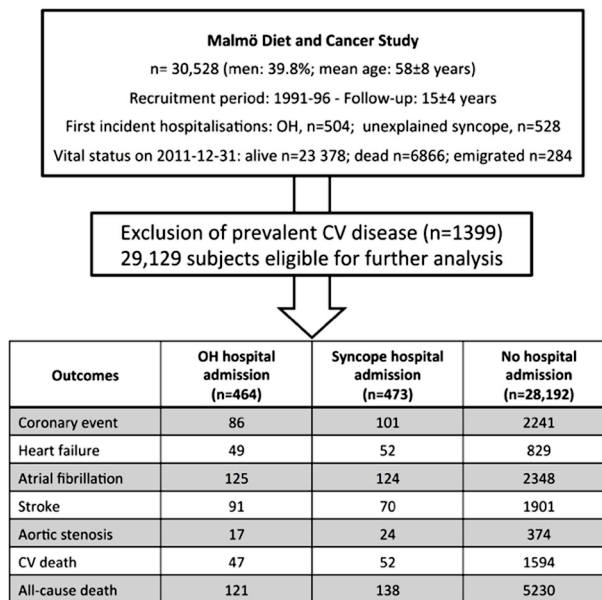 Malmö Diet and Cancer Study
n= 30,528 (men: 39.8%; mean age: 58±8 years)
Recruitment period: 1991-96 - Follow-up: 15±4 years
First incident hospitalisations: OH, n=504; unexplained syncope, n=528
Vital status on 2011-12-31: alive n=23 378; dead n=6866; emigrated n=284
Exclusion of prevalent CV disease (n=1399)
29,129 subjects eligible for further analysis
Outcomes
OH hospital
admission
(n=464)
Syncope hospital
admission
(n=473)
No hospital
admission
(n=28,192)
Coronary event 86 101 2241
Heart failure 49 52 829
Atrial fibrillation 125 124 2348
Stroke 91 70 1901
Aortic stenosis 17 24 374
CV death 47 52 1594
All-cause death 121 138 5230